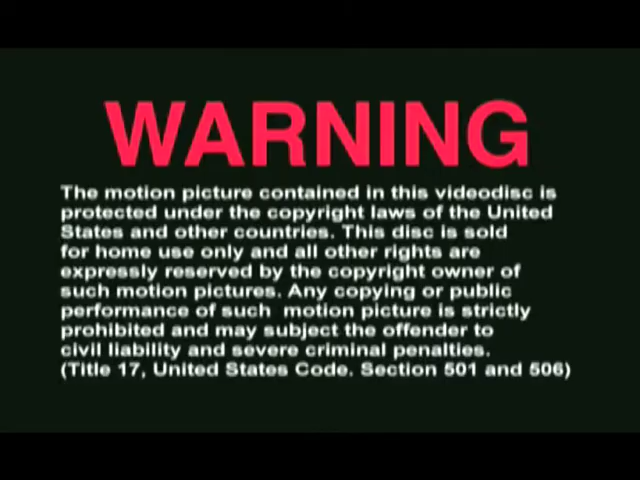 WARNING
The motion picture contained in this videodisc is
protected under the copyright laws of the United
States and other countries. This disc is sold
for home use only and all other rights are
expressly reserved by the copyright owner of
such motion pictures. Any copying or public
performance of such motion picture is strictly
prohibited and may subject the offender to
civil liability and severe criminal penalties.
(Title 17, United States Code, Section 501 and 506)